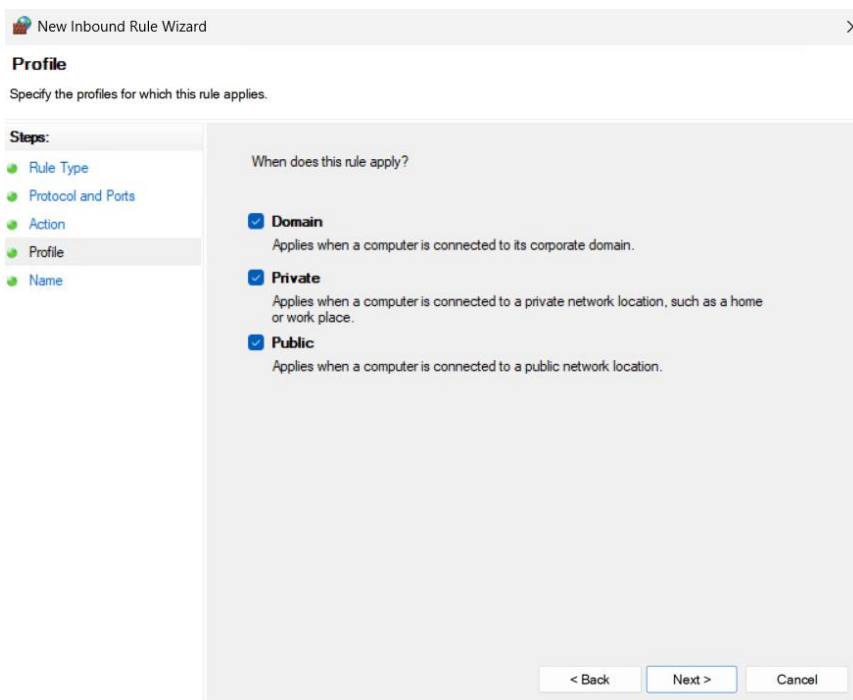 New Inbound Rule Wizard
Profile
Specify the profiles for which this rule applies.
Steps:
Rule Type
Protocol and Ports
Action
Profile
Name
When does this rule apply?
Domain
Applies when a computer is connected to its corporate domain.
Private
Applies when a computer is connected to a private network location, such as a home
or work place.
Public
Applies when a computer is connected to a public network location.
< Back
Next >
Cancel